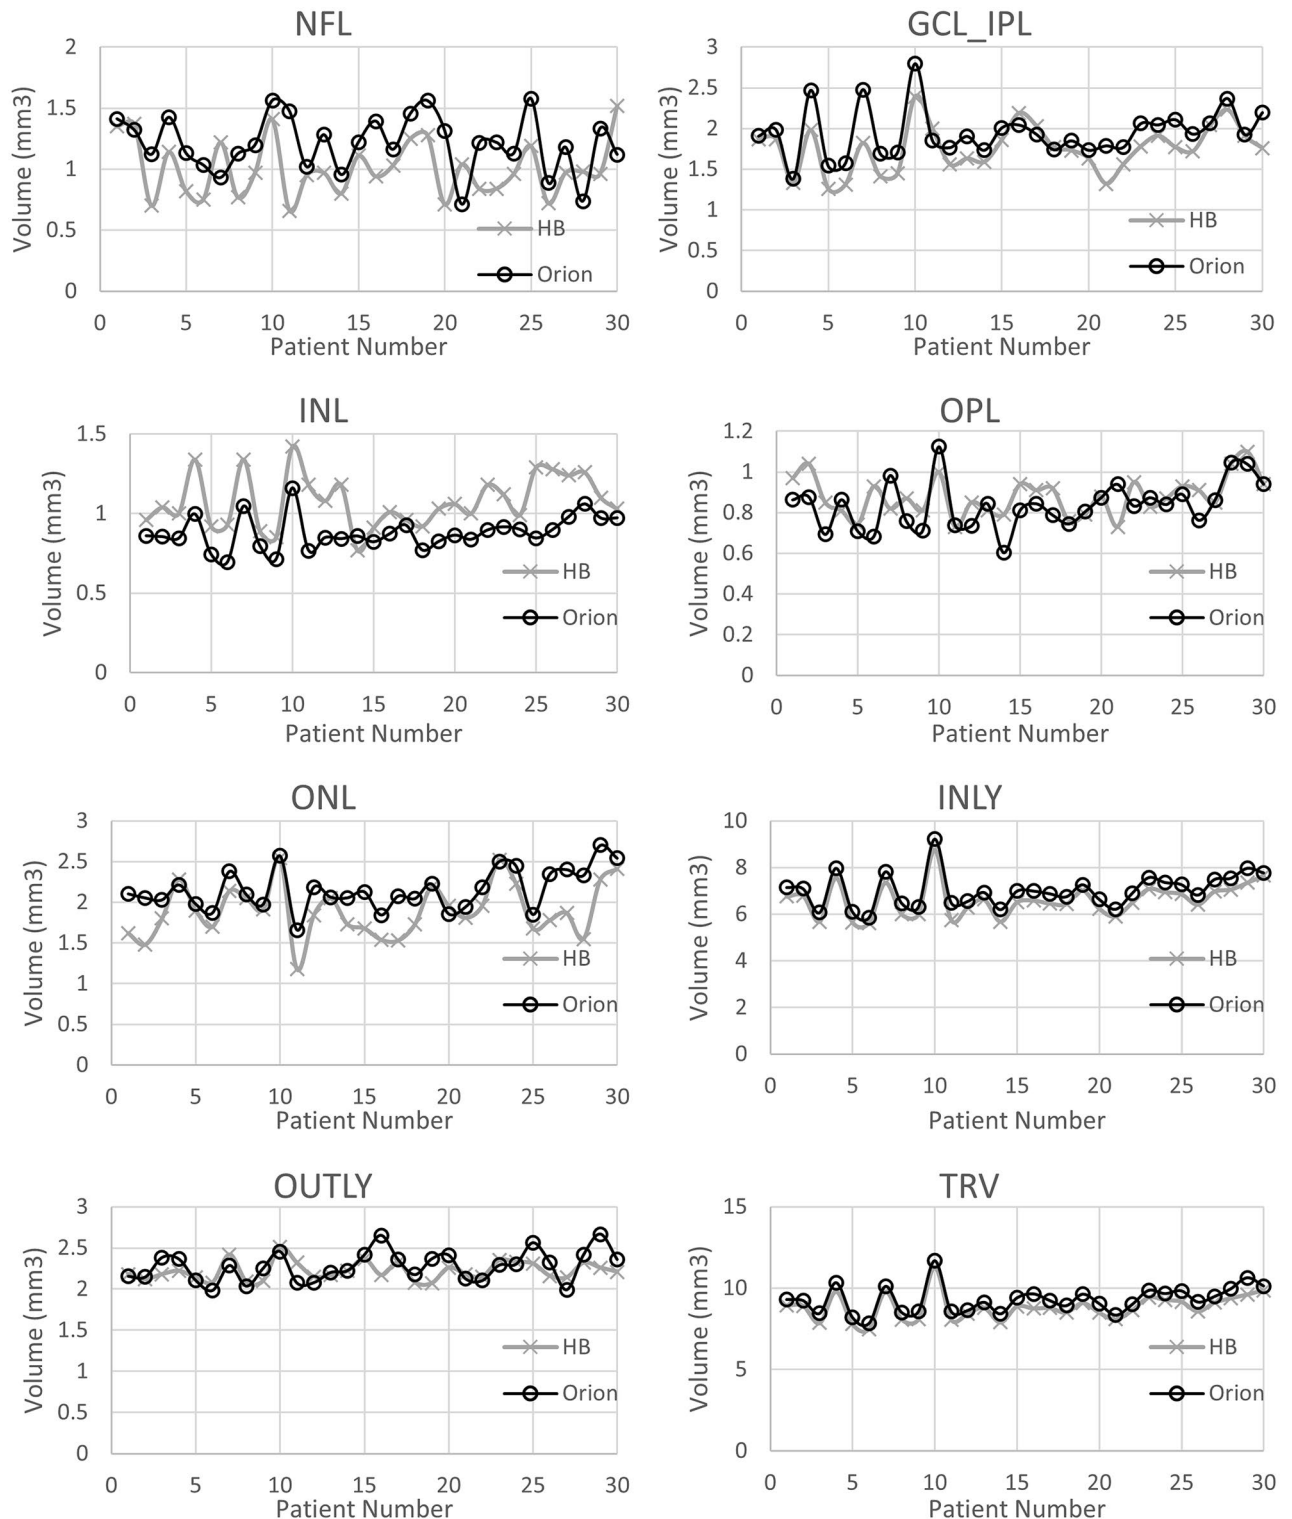 NFL
Volume (mm3)
2
1.5
1
0.5
0
0 5 10 15 20 25 30
Patient Number
HB
Orion
GCL_IPL
Volume (mm3)
3
2.5
2
1.5
1
0.5
0
0 5 10 15 20 25 30
Patient Number
HB
Orion
INL
Volume (mm3)
1.5
1
0.5
0
0 5 10 15 20 25 30
Patient Number
HB
Orion
OPL
Volume (mm3)
1.2
1
0.8
0.6
0.4
0.2
0
0 5 10 15 20 25 30
Patient Number
HB
Orion
ONL
Volume (mm3)
3
2.5
2
1.5
1
0.5
0
0 5 10 15 20 25 30
Patient Number
HB
Orion
INLY
Volume (mm3)
10
8
6
4
2
0
0 5 10 15 20 25 30
Patient Number
HB
Orion
OUTLY
Volume (mm3)
3
2.5
2
1.5
1
0.5
0
0 5 10 15 20 25 30
Patient Number
HB
Orion
TRV
Volume (mm3)
15
10
5
0
0 5 10 15 20 25 30
Patient Number
HB
Orion